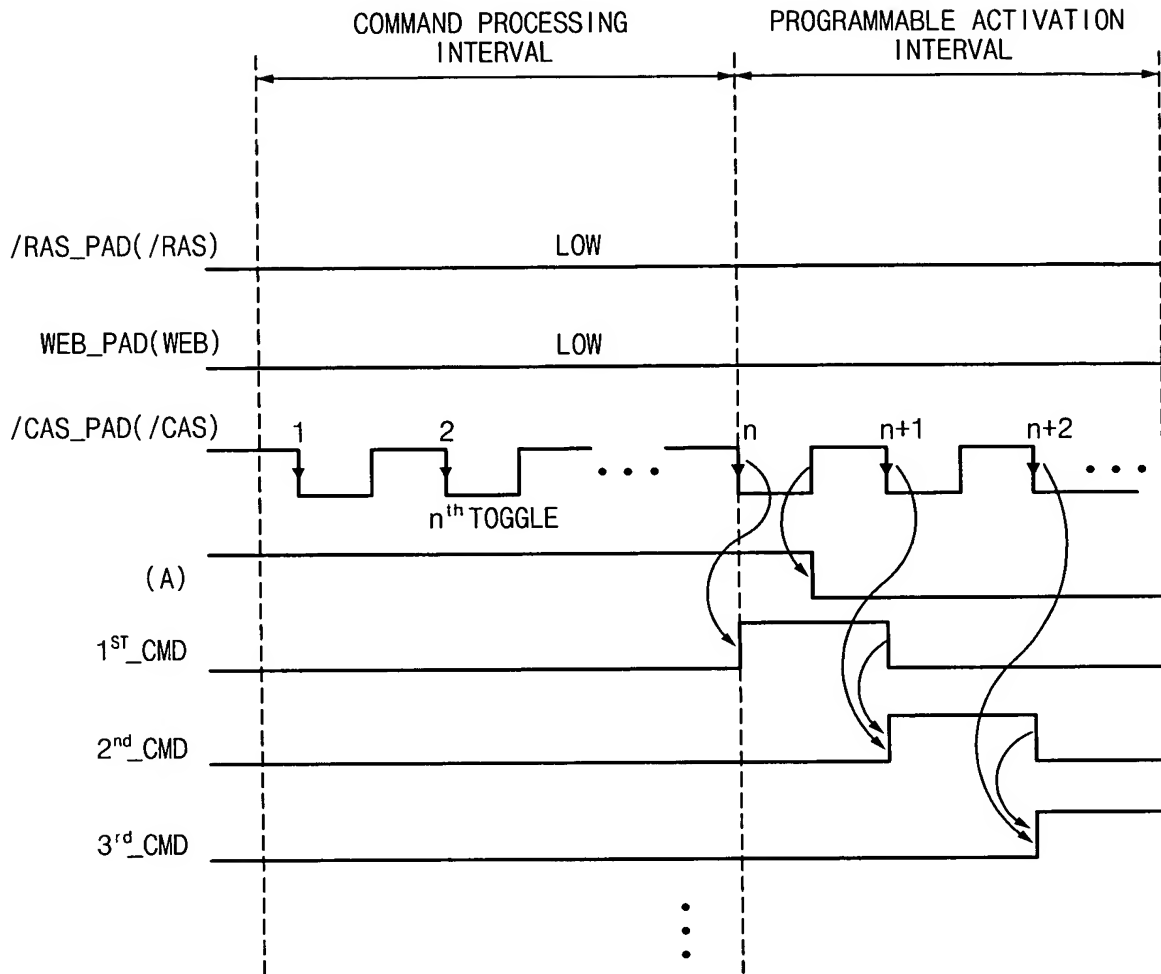 COMMAND PROCESSING
INTERVAL
PROGRAMMABLE ACTIVATION
INTERVAL
/RAS_PAD(/RAS)
LOW
WEB_PAD(WEB)
LOW
/CAS_PAD(/CAS)
1
2
n
n+1
n+2
nth TOGGLE
(A)
1ST_CMD
2nd_CMD
3rd_CMD